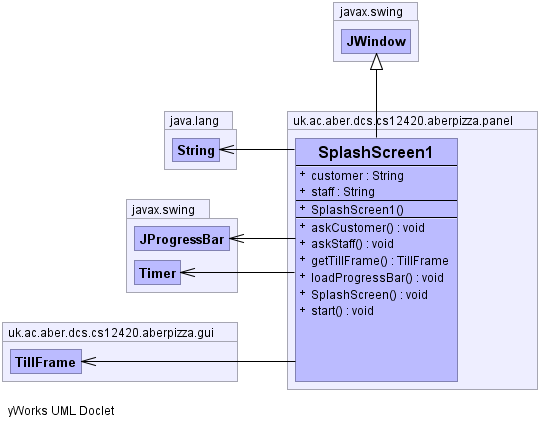 javax.swing
JWindow
java.lang
String
uk.ac.aber.dcs.cs12420.aberpizza.panel
SplashScreen1
+ customer : String
+ staff : String
+ SplashScreen1()
+ askCustomer() : void
+ askStaff() : void
+ getTillFrame() : TillFrame
+ loadProgressBar() : void
+ SplashScreen() : void
+ start() : void
javax.swing
JProgressBar
Timer
uk.ac.aber.dcs.cs12420.aberpizza.gui
TillFrame
yWorks UML Doclet